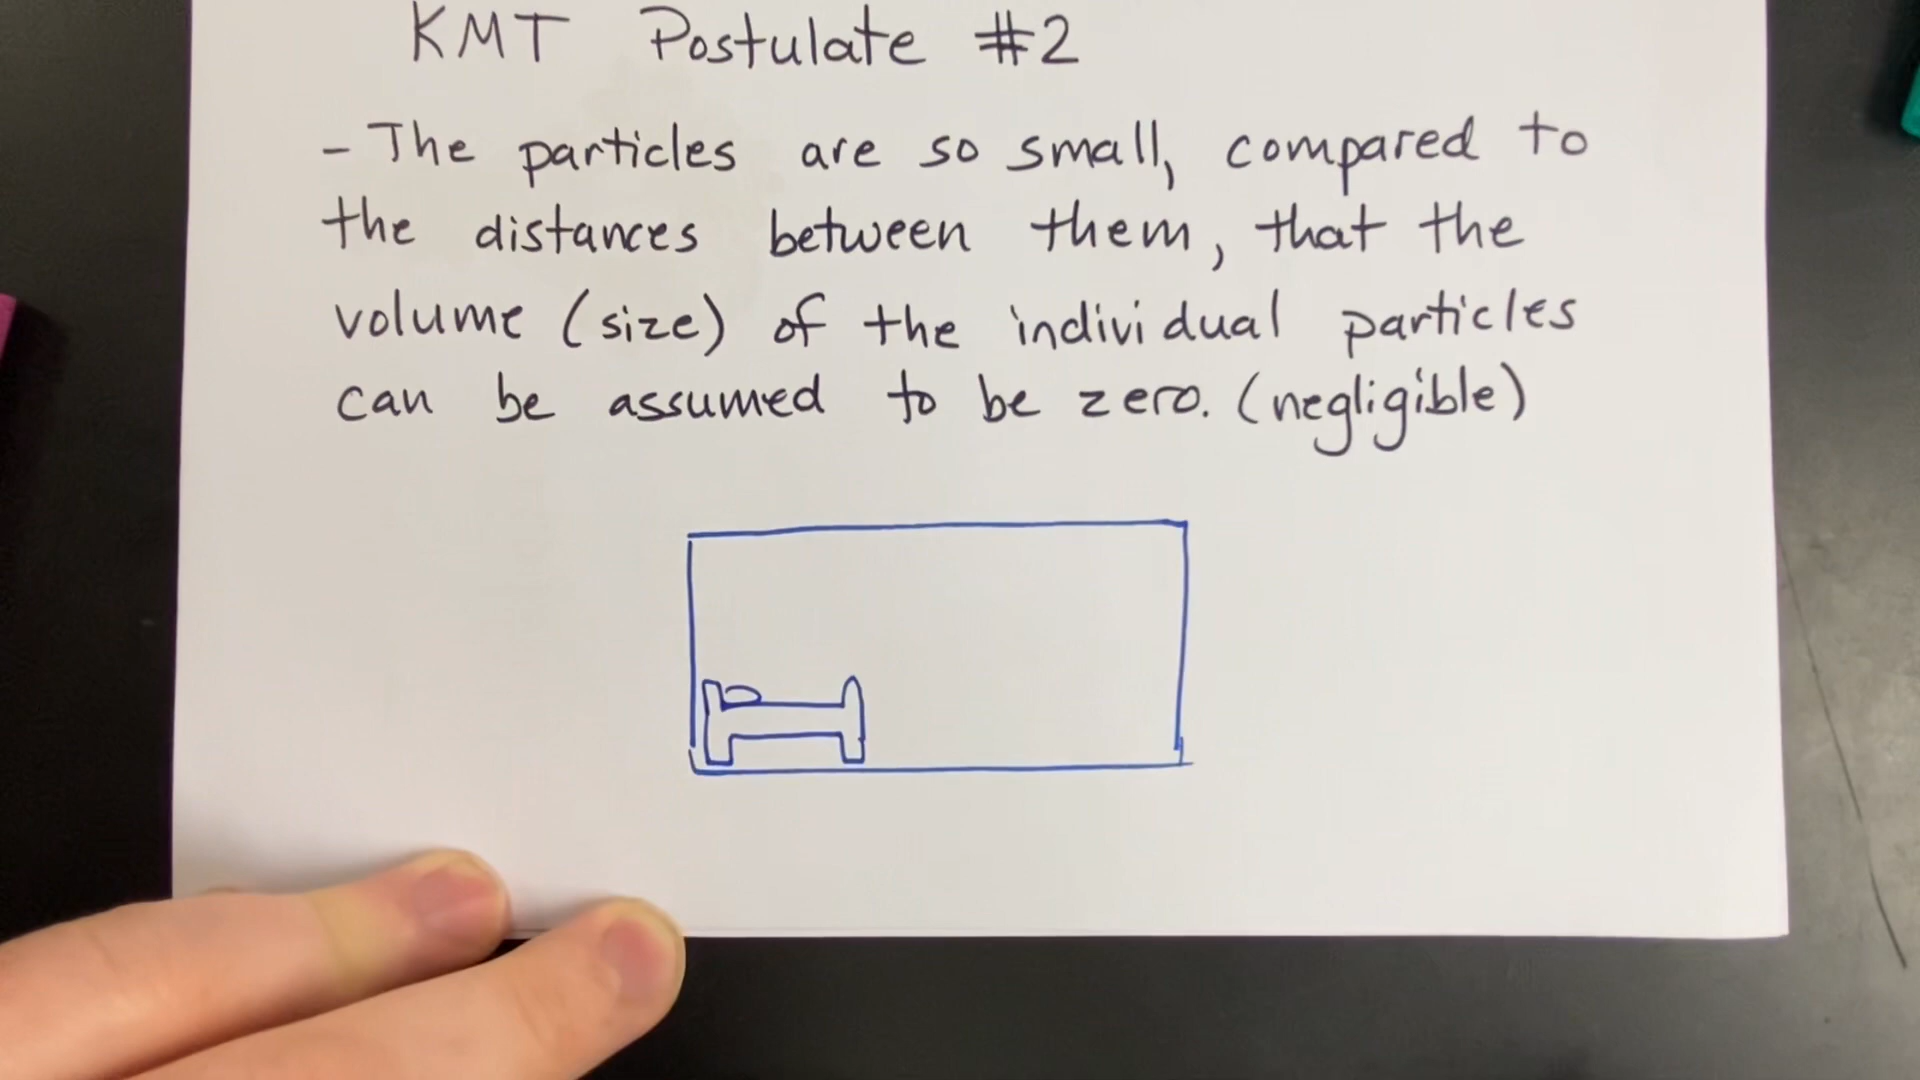 KMT Postulate #2
- The particles are so small, compared to
the distances between them, that the
volume (size) of the individual particles
can be assumed to be zero. (negligible)